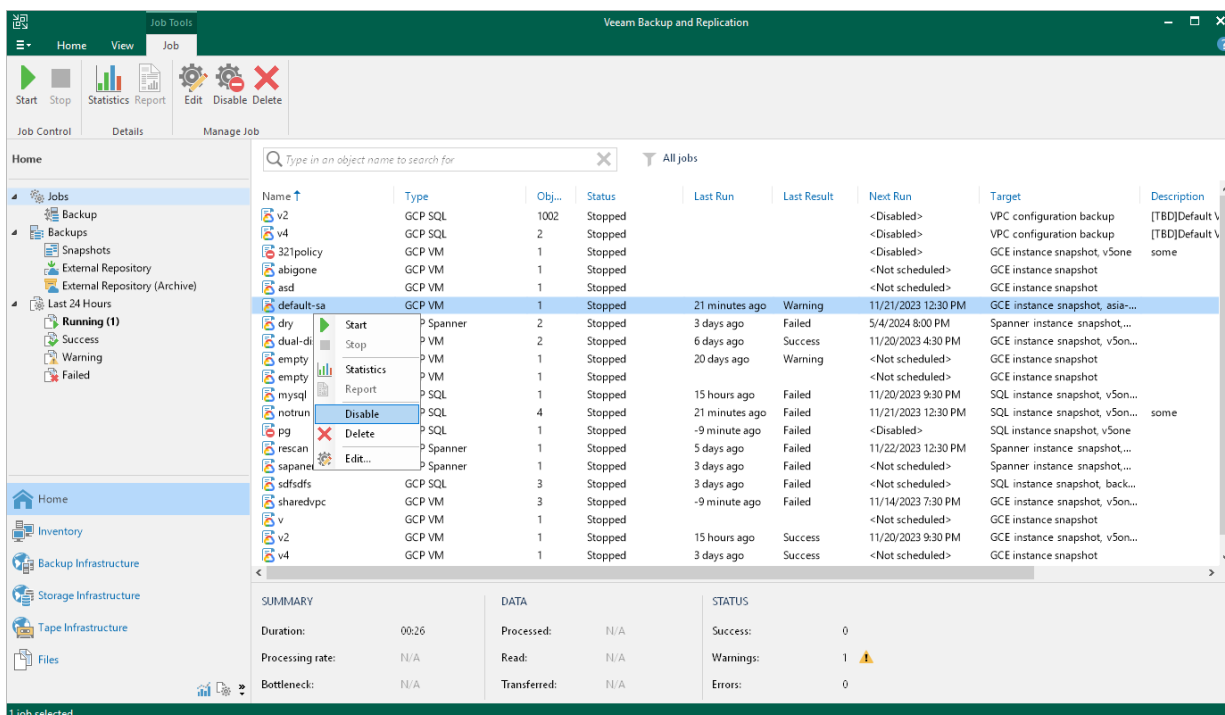 Job Tools
Veeam Backup and Replication
Home View Job
Start Stop Statistics Report Edit Disable Delete
Job Control Details Manage Job
Home
Type in an object name to search for
All jobs
Jobs
Backup
Backups
Snapshots
External Repository
External Repository (Archive)
Last 24 Hours
Running (1)
Success
Warning
Failed
Name Type Obj... Status Last Run Last Result Next Run Target Description
v2 GCP SQL 1002 Stopped <Disabled> VPC configuration backup [TBD]Default V
v4 GCP SQL 2 Stopped <Disabled> VPC configuration backup [TBD]Default V
321policy GCP VM 1 Stopped <Disabled> GCE instance snapshot, v5one some
abigone GCP VM 1 Stopped <Not scheduled> GCE instance snapshot
asd GCP VM 1 Stopped <Not scheduled> GCE instance snapshot
default-sa GCP VM 1 Stopped 21 minutes ago Warning 11/21/2023 12:30 PM GCE instance snapshot, asia-...
dry P Spanner 2 Stopped 3 days ago Failed 5/4/2024 8:00 PM Spanner instance snapshot,...
dual-di P VM 2 Stopped 6 days ago Success 11/20/2023 4:30 PM GCE instance snapshot, v5on...
empty P VM 1 Stopped 20 days ago Warning <Not scheduled> GCE instance snapshot
empty P VM 1 Stopped <Not scheduled> GCE instance snapshot
mysql P SQL 1 Stopped 15 hours ago Failed 11/20/2023 9:30 PM SQL instance snapshot, v5on...
notrun P SQL 4 Stopped 21 minutes ago Failed 11/21/2023 12:30 PM SQL instance snapshot, v5on... some
pg P SQL 1 Stopped -9 minute ago Failed <Disabled> SQL instance snapshot, v5one
rescan P Spanner 1 Stopped 5 days ago Failed 11/22/2023 12:30 PM Spanner instance snapshot,...
sapane P Spanner 1 Stopped 3 days ago Failed <Not scheduled> Spanner instance snapshot,...
sdfsdfs GCP SQL 3 Stopped 3 days ago Failed <Not scheduled> SQL instance snapshot, back...
sharedvpc GCP VM 3 Stopped -9 minute ago Failed 11/14/2023 7:30 PM GCE instance snapshot, v5on...
v GCP VM 1 Stopped <Not scheduled> GCE instance snapshot
v2 GCP VM 1 Stopped 15 hours ago Success 11/20/2023 9:30 PM GCE instance snapshot, v5on...
v4 GCP VM 1 Stopped 3 days ago Success <Not scheduled> GCE instance snapshot
Start
Stop
Statistics
Report
Disable
Delete
Edit...
Home
Inventory
Backup Infrastructure
Storage Infrastructure
Tape Infrastructure
Files
SUMMARY DATA STATUS
Duration: 00:26 Processed: N/A Success: 0
Processing rate: N/A Read: N/A Warnings: 1
Bottleneck: N/A Transferred: N/A Errors: 0
1 job selected